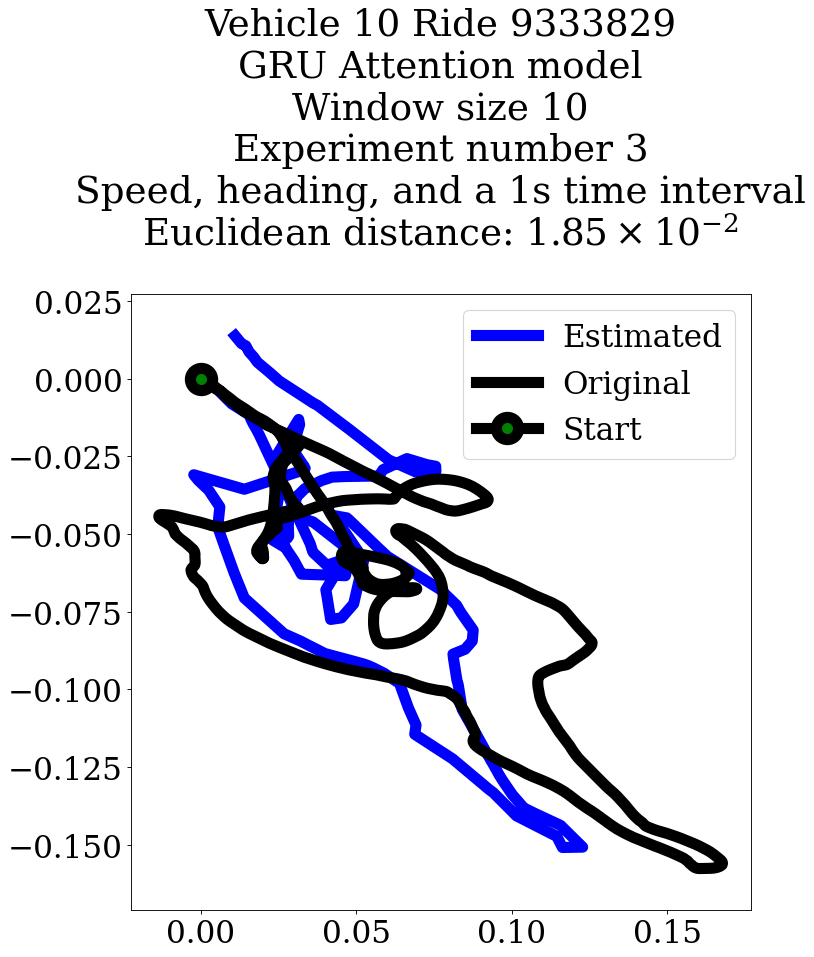 Vehicle 10 Ride 9333829
GRU Attention model
Window size 10
Experiment number 3
Speed, heading, and a 1s time interval
Euclidean distance: 1.85 × 10⁻²
Estimated
Original
Start
0.025
0.000
−0.025
−0.050
−0.075
−0.100
−0.125
−0.150
0.00 0.05 0.10 0.15